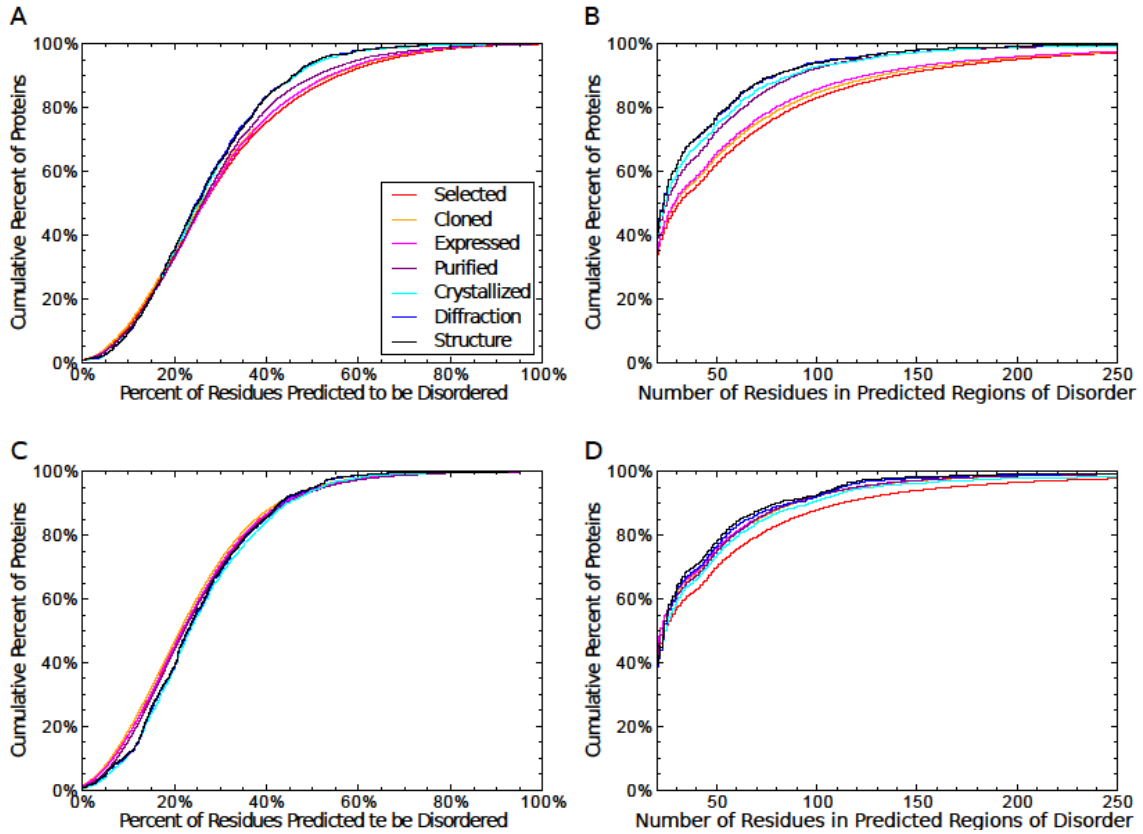 A
100%
80%
60%
40%
20%
0%
Cumulative Percent of Proteins
0% 20% 40% 60% 80% 100%
Percent of Residues Predicted to be Disordered
Selected
Cloned
Expressed
Purified
Crystallized
Diffraction
Structure
B
100%
80%
60%
40%
20%
0%
Cumulative Percent of Proteins
50 100 150 200 250
Number of Residues in Predicted Regions of Disorder
C
100%
80%
60%
40%
20%
0%
Cumulative Percent of Proteins
0% 20% 40% 60% 80% 100%
Percent of Residues Predicted te be Disordered
D
100%
80%
60%
40%
20%
0%
Cumulative Percent of Proteins
50 100 150 200 250
Number of Residues in Predicted Regions of Disorder